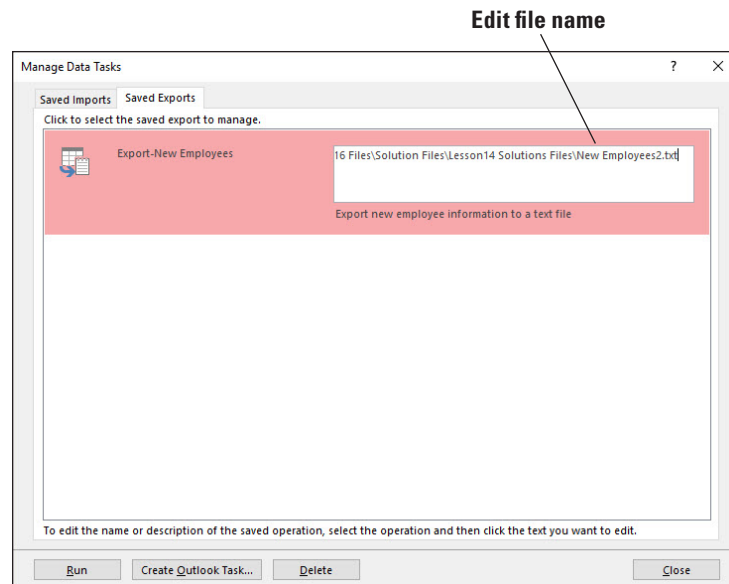 Edit file name
Manage Data Tasks ? ×
Saved Imports Saved Exports
Click to select the saved export to manage.
Export-New Employees 16 Files\Solution Files\Lesson14 Solutions Files\New Employees2.txt
Export new employee information to a text file
To edit the name or description of the saved operation, select the operation and then click the text you want to edit.
Run Create Outlook Task... Delete Close